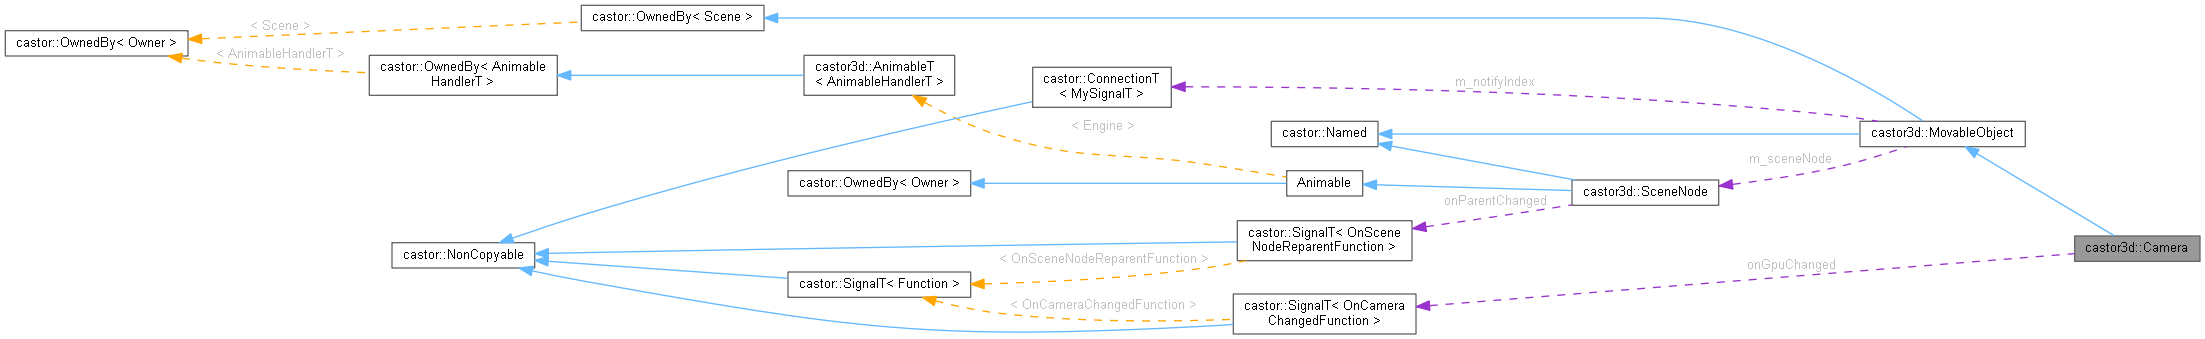 castor::OwnedBy< Scene >
< Scene >
castor::OwnedBy< Owner >
< AnimableHandlerT >
castor::OwnedBy< Animable
HandlerT >
castor3d::AnimableT
< AnimableHandlerT >
castor::ConnectionT
< MySignalT >
m_notifyIndex
< Engine >
castor::Named
castor3d::MovableObject
m_sceneNode
castor::OwnedBy< Owner >
Animable
castor3d::SceneNode
onParentChanged
castor::SignalT< OnScene
NodeReparentFunction >
castor::NonCopyable
castor3d::Camera
< OnSceneNodeReparentFunction >
onGpuChanged
castor::SignalT< Function >
< OnCameraChangedFunction >
castor::SignalT< OnCamera
ChangedFunction >